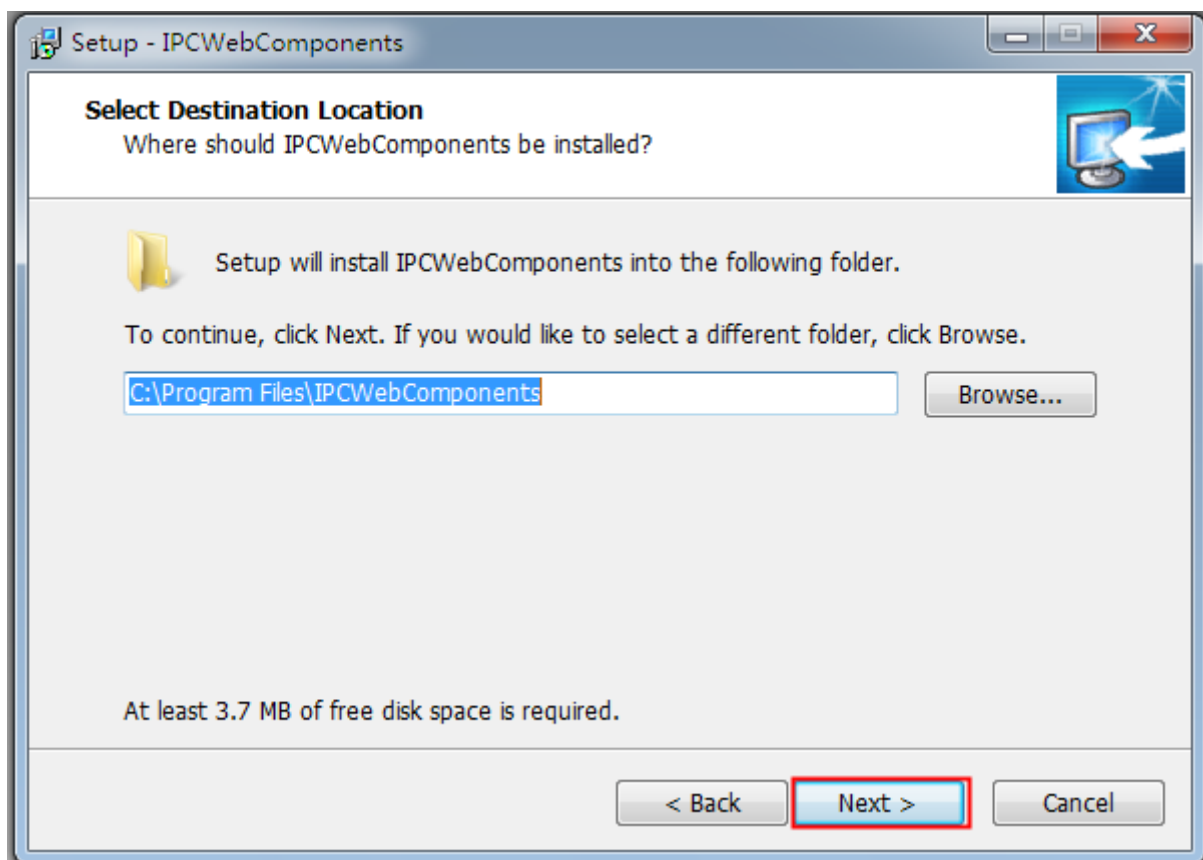 Setup - IPCWebComponents
Select Destination Location
Where should IPCWebComponents be installed?
Setup will install IPCWebComponents into the following folder.
To continue, click Next. If you would like to select a different folder, click Browse.
C:\Program Files\IPCWebComponents
Browse...
At least 3.7 MB of free disk space is required.
< Back Next > Cancel